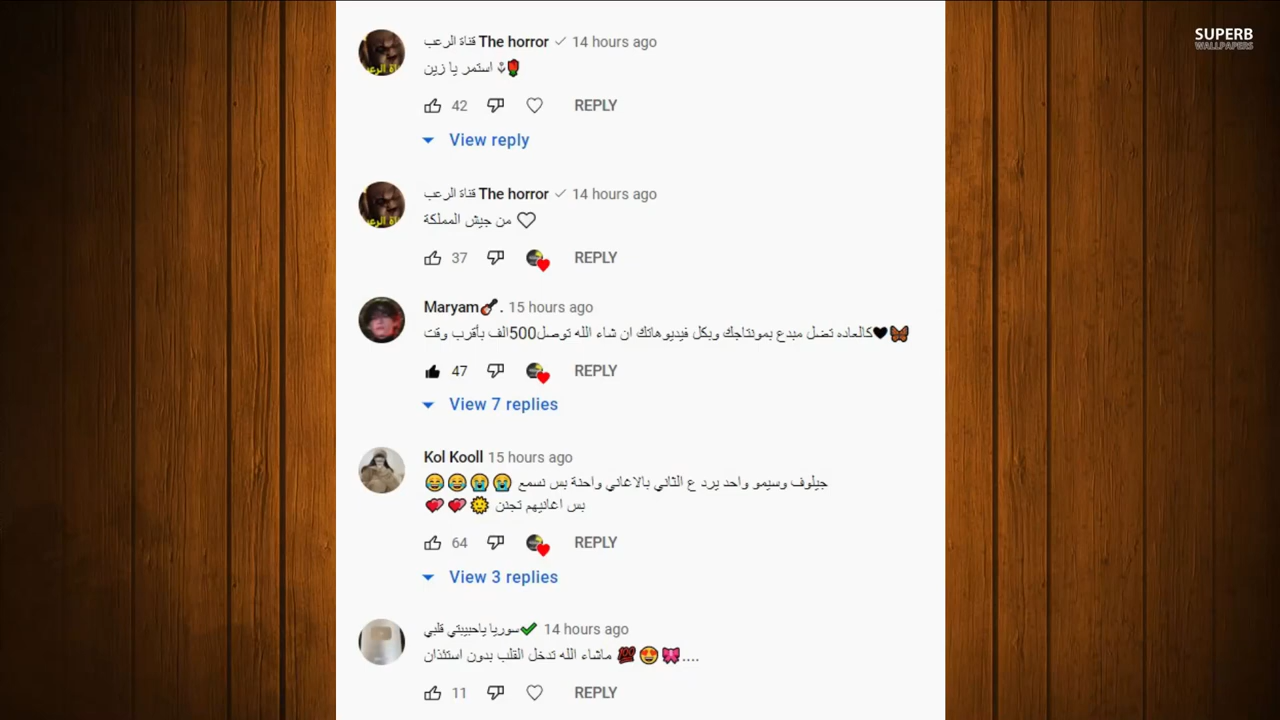 SUPERB
WALLPAPERS
قناة الرعب The horror ✓ 14 hours ago
استمر يا زين ⚘🌹
42 REPLY
View reply
قناة الرعب The horror ✓ 14 hours ago
من جيش المملكة ♡
37 REPLY
Maryam🎸. 15 hours ago
كالعاده تضل مبدع بمونتاجك وبكل فيديوهاتك ان شاء الله توصل500الف بأقرب وقت🖤🦋
47 REPLY
View 7 replies
Kol Kooll 15 hours ago
جيلوف وسيمو واحد يرد ع الثاني بالاغاني واحنة بس نسمع 😭😭😂😂
بس اغانيهم تجنن 🌞💕💕
64 REPLY
View 3 replies
سوريا ياحبيبتي قلبي✔ 14 hours ago
ماشاء الله تدخل القلب بدون استئذان 💯😍🎀....
11 REPLY